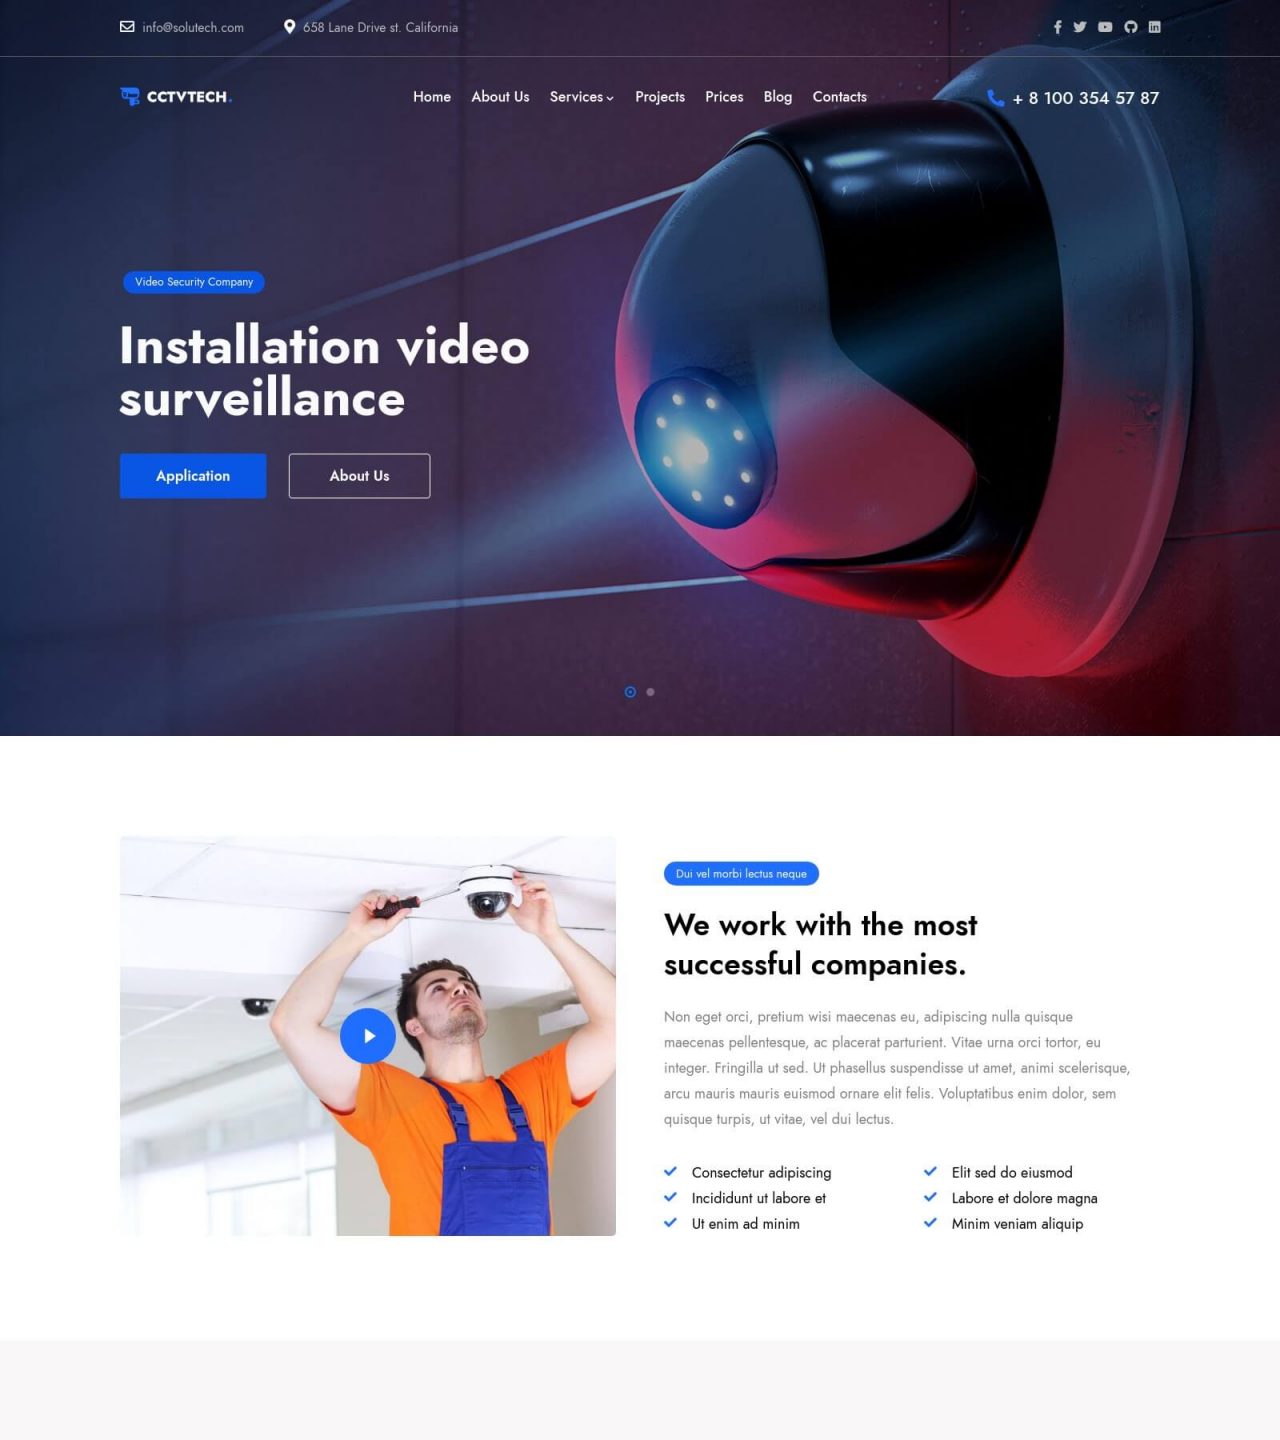 info@solutech.com
658 Lane Drive st. California
CCTVTECH.
Home About Us Services Projects Prices Blog Contacts
+ 8 100 354 57 87
Video Security Company
Installation video
surveillance
Application
About Us
Dui vel morbi lectus neque
We work with the most
successful companies.
Non eget orci, pretium wisi maecenas eu, adipiscing nulla quisque
maecenas pellentesque, ac placerat parturient. Vitae urna orci tortor, eu
integer. Fringilla ut sed. Ut phasellus suspendisse ut amet, animi scelerisque,
arcu mauris mauris euismod ornare elit felis. Voluptatibus enim dolor, sem
quisque turpis, ut vitae, vel dui lectus.
Consectetur adipiscing
Incididunt ut labore et
Ut enim ad minim
Elit sed do eiusmod
Labore et dolore magna
Minim veniam aliquip